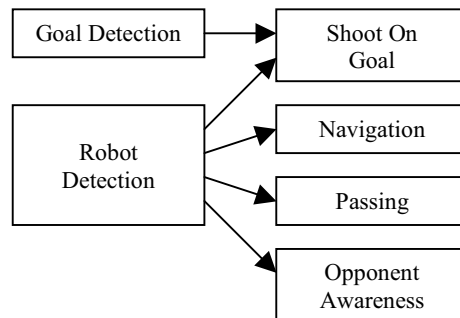 Goal Detection
Shoot On
Goal
Robot
Detection
Navigation
Passing
Opponent
Awareness